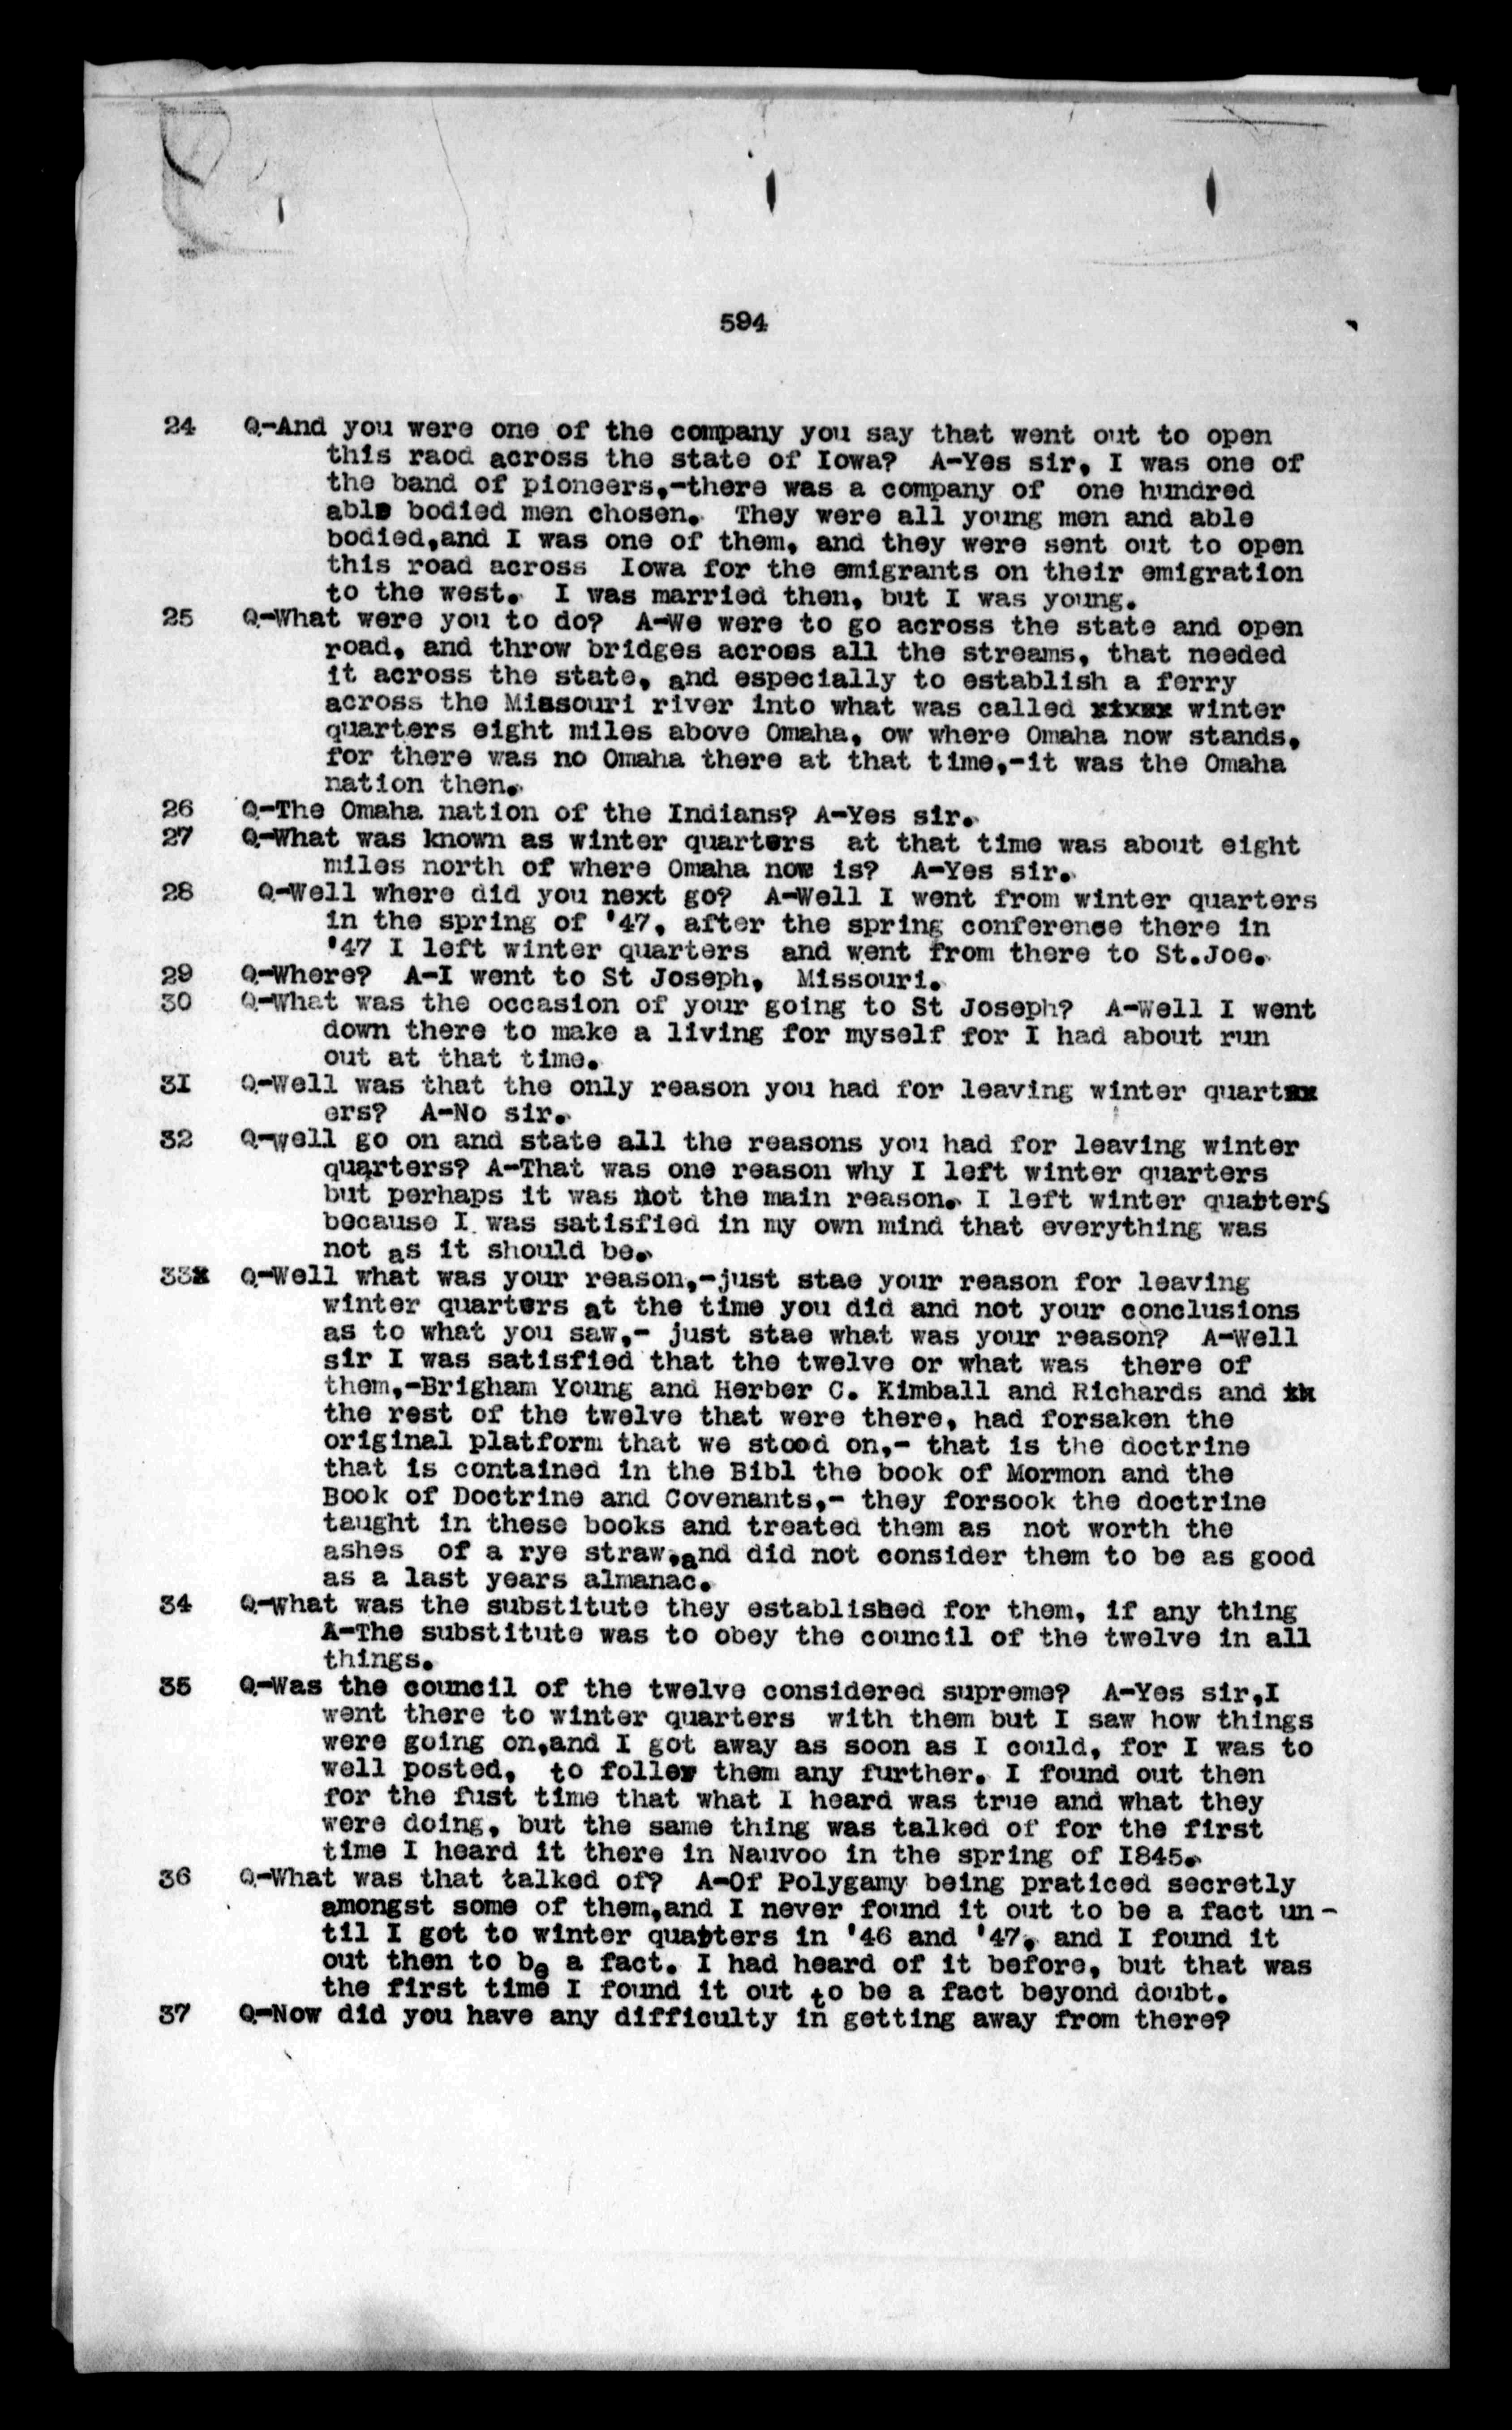 594
24 Q-And you were one of the company you say that went out to open
this raod across the state of Iowa? A-Yes sir, I was one of
the band of pioneers,-there was a company of one hundred
able bodied men chosen. They were all young men and able
bodied,and I was one of them, and they were sent out to open
this road across Iowa for the emigrants on their emigration
to the west. I was married then, but I was young.
25 Q-What were you to do? A-We were to go across the state and open
road, and throw bridges across all the streams, that needed
it across the state, and especially to establish a ferry
across the Missouri river into what was called xixxx winter
quarters eight miles above Omaha, ow where Omaha now stands,
for there was no Omaha there at that time,-it was the Omaha
nation then.
26 Q-The Omaha nation of the Indians? A-Yes sir.
27 Q-What was known as winter quarters at that time was about eight
miles north of where Omaha now is? A-Yes sir.
28 Q-Well where did you next go? A-Well I went from winter quarters
in the spring of '47, after the spring conference there in
'47 I left winter quarters and went from there to St.Joe.
29 Q-Where? A-I went to St Joseph, Missouri.
30 Q-What was the occasion of your going to St Joseph? A-Well I went
down there to make a living for myself for I had about run
out at that time.
31 Q-Well was that the only reason you had for leaving winter quartxx
ers? A-No sir.
32 Q-well go on and state all the reasons you had for leaving winter
quarters? A-That was one reason why I left winter quarters
but perhaps it was not the main reason. I left winter quatters
because I was satisfied in my own mind that everything was
not as it should be.
33x Q-Well what was your reason,-just stae your reason for leaving
winter quarters at the time you did and not your conclusions
as to what you saw,- just stae what was your reason? A-Well
sir I was satisfied that the twelve or what was there of
them,-Brigham Young and Herber C. Kimball and Richards and xx
the rest of the twelve that were there, had forsaken the
original platform that we stood on,- that is the doctrine
that is contained in the Bibl the book of Mormon and the
Book of Doctrine and Covenants,- they forsook the doctrine
taught in these books and treated them as not worth the
ashes of a rye straw,and did not consider them to be as good
as a last years almanac.
34 Q-what was the substitute they established for them, if any thing
A-The substitute was to obey the council of the twelve in all
things.
35 Q-Was the council of the twelve considered supreme? A-Yes sir,I
went there to winter quarters with them but I saw how things
were going on,and I got away as soon as I could, for I was to
well posted, to follew them any further. I found out then
for the fust time that what I heard was true and what they
were doing, but the same thing was talked of for the first
time I heard it there in Nauvoo in the spring of 1845.
36 Q-What was that talked of? A-Of Polygamy being praticed secretly
amongst some of them,and I never found it out to be a fact un-
til I got to winter quatters in '46 and '47, and I found it
out then to be a fact. I had heard of it before, but that was
the first time I found it out to be a fact beyond doubt.
37 Q-Now did you have any difficulty in getting away from there?